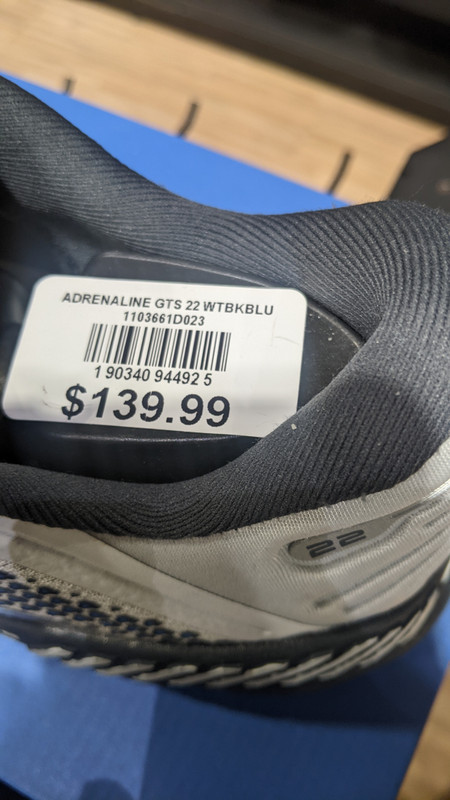 ADRENALINE GTS 22 WTBKBLU
1103661D023
1 90340 94492 5
$139.99
22